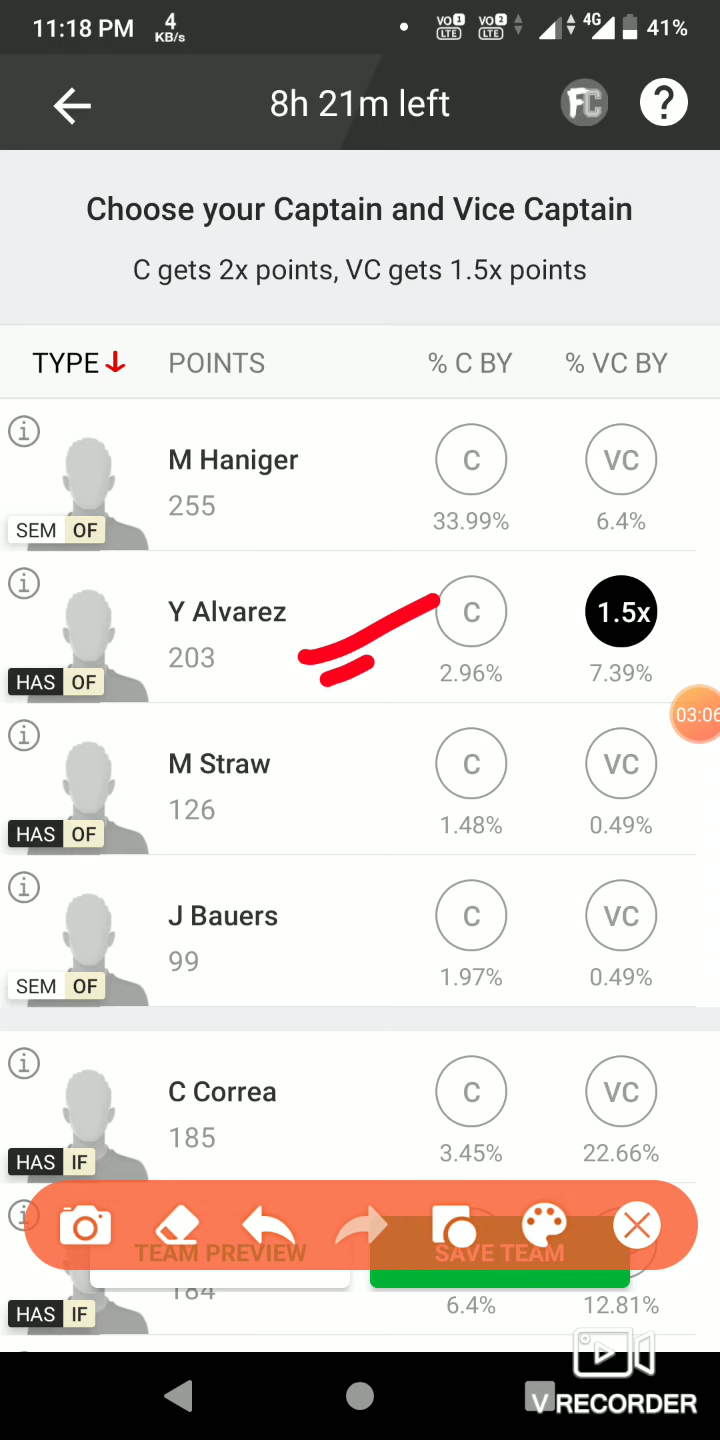 11:18 PM 4 KB/s VO 1 LTE VO 2 LTE 4G 41%
8h 21m left FC ?
Choose your Captain and Vice Captain
C gets 2x points, VC gets 1.5x points
TYPE POINTS % C BY % VC BY
M Haniger C VC
255
SEM OF 33.99% 6.4%
Y Alvarez C 1.5x
203
HAS OF 2.96% 7.39%
03:06
M Straw C VC
126
HAS OF 1.48% 0.49%
J Bauers C VC
99
SEM OF 1.97% 0.49%
C Correa C VC
185
HAS IF 3.45% 22.66%
TEAM PREVIEW SAVE TEAM
184
HAS IF 6.4% 12.81%
V RECORDER